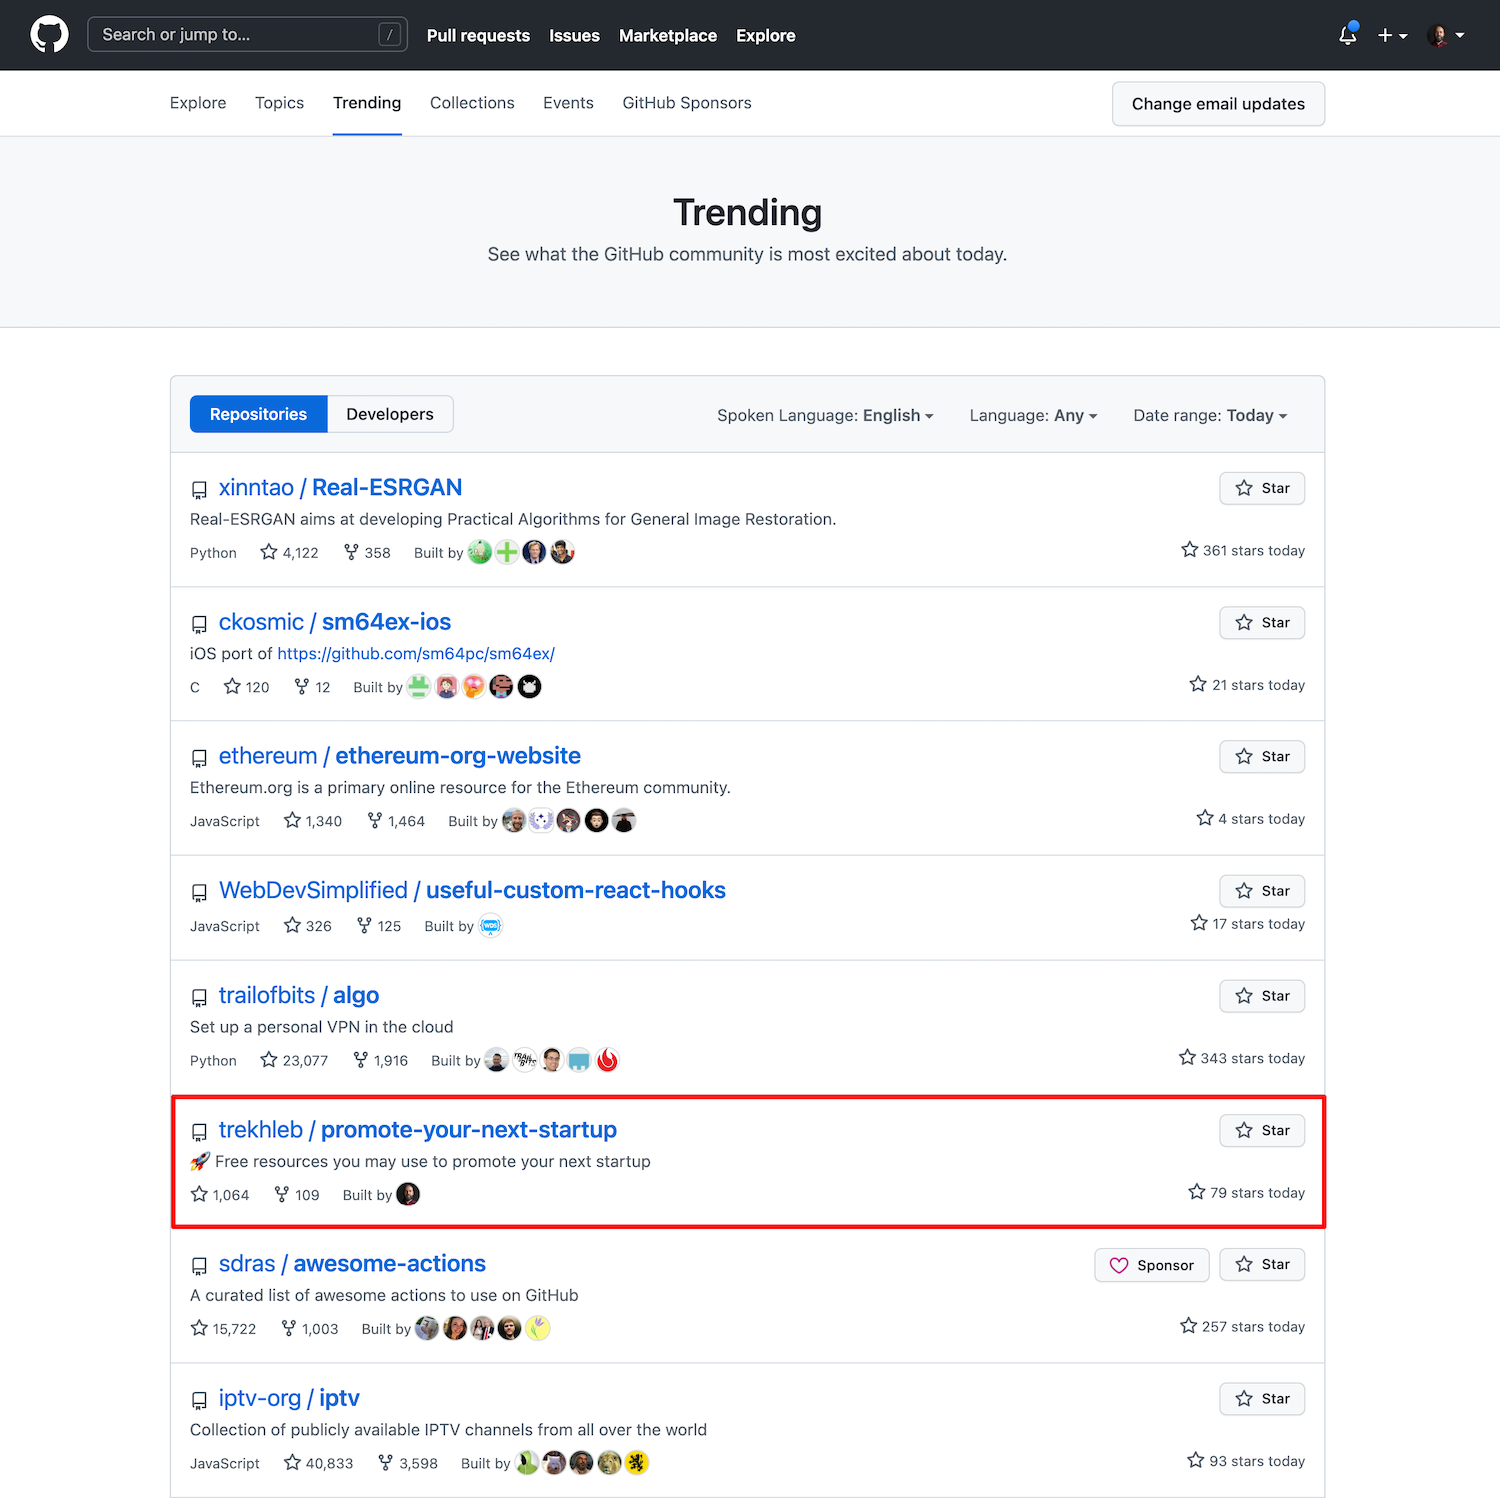 Search or jump to... /
Pull requests Issues Marketplace Explore
Explore Topics Trending Collections Events GitHub Sponsors
Change email updates
Trending
See what the GitHub community is most excited about today.
Repositories Developers
Spoken Language: English Language: Any Date range: Today
xinntao / Real-ESRGAN
Star
Real-ESRGAN aims at developing Practical Algorithms for General Image Restoration.
Python 4,122 358 Built by
361 stars today
ckosmic / sm64ex-ios
Star
iOS port of https://github.com/sm64pc/sm64ex/
C 120 12 Built by
21 stars today
ethereum / ethereum-org-website
Star
Ethereum.org is a primary online resource for the Ethereum community.
JavaScript 1,340 1,464 Built by
4 stars today
WebDevSimplified / useful-custom-react-hooks
Star
JavaScript 326 125 Built by
17 stars today
trailofbits / algo
Star
Set up a personal VPN in the cloud
Python 23,077 1,916 Built by
343 stars today
trekhleb / promote-your-next-startup
Star
🚀 Free resources you may use to promote your next startup
1,064 109 Built by
79 stars today
sdras / awesome-actions
Sponsor Star
A curated list of awesome actions to use on GitHub
15,722 1,003 Built by
257 stars today
iptv-org / iptv
Star
Collection of publicly available IPTV channels from all over the world
JavaScript 40,833 3,598 Built by
93 stars today